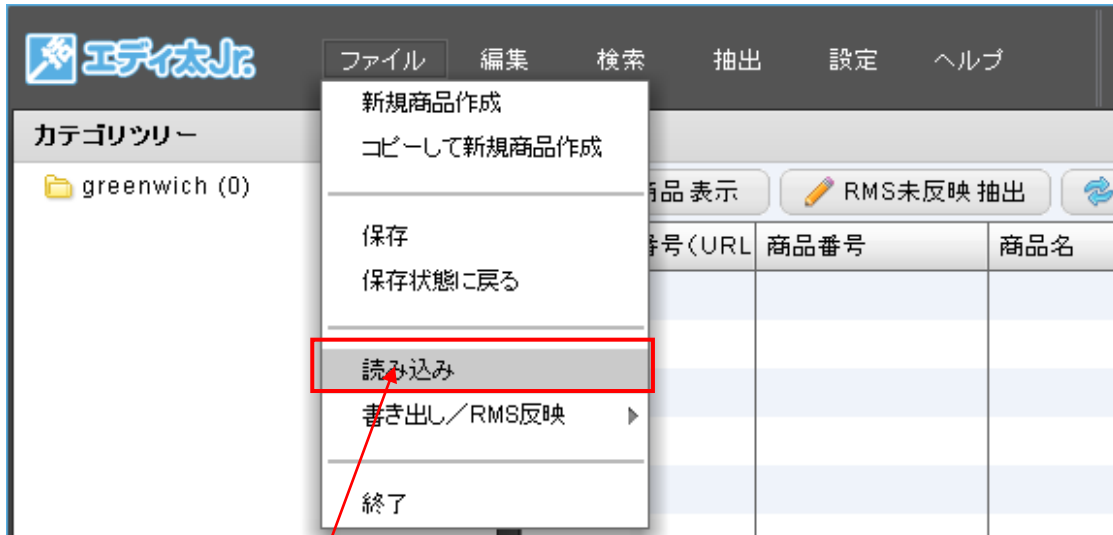 エディ太Jr.
ファイル 編集 検索 抽出 設定 ヘルプ
カテゴリツリー
greenwich (0)
新規商品作成
コピーして新規商品作成
保存
保存状態に戻る
読み込み
書き出し／RMS反映
終了
商品 表示 RMS未反映 抽出
番号(URL 商品番号 商品名